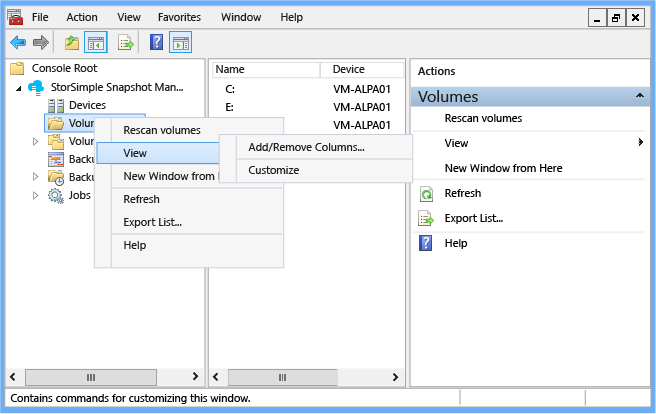 File Action View Favorites Window Help
Console Root
StorSimple Snapshot Man...
Devices
Volu
Volu
Backu
Backu
Jobs
Rescan volumes
View
New Window from
Refresh
Export List...
Help
Add/Remove Columns...
Customize
Name Device
C: VM-ALPA01
E: VM-ALPA01
VM-ALPA01
Actions
Volumes
Rescan volumes
View
New Window from Here
Refresh
Export List...
Help
Contains commands for customizing this window.